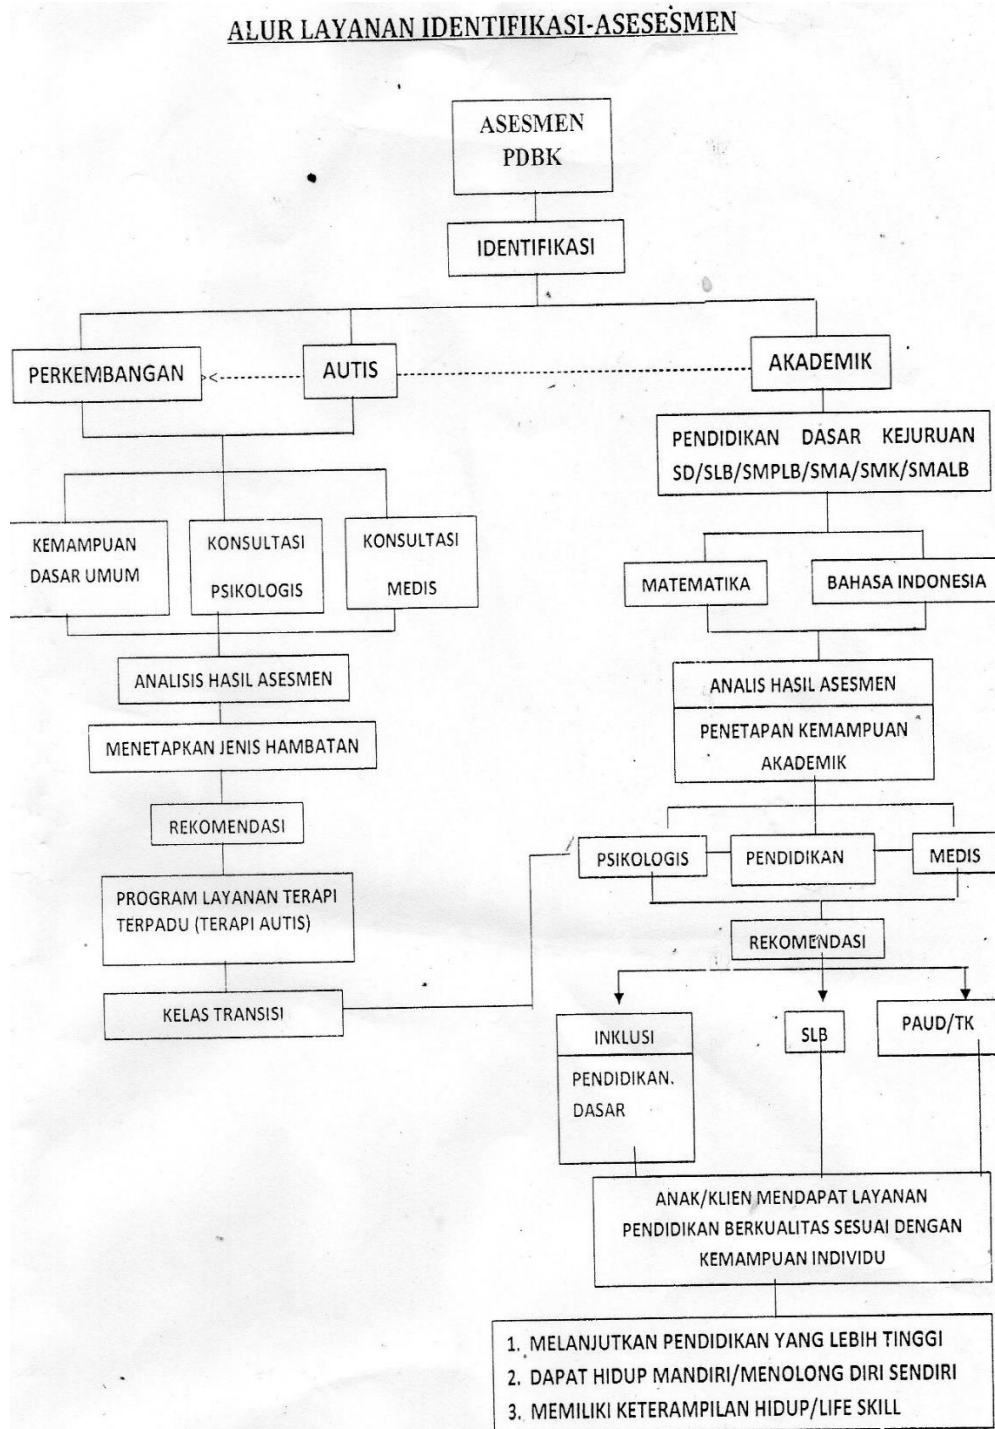 ALUR LAYANAN IDENTIFIKASI-ASESESMEN
ASESMEN
PDBK
IDENTIFIKASI
PERKEMBANGAN
AUTIS
AKADEMIK
PENDIDIKAN DASAR KEJURUAN
SD/SLB/SMPLB/SMA/SMK/SMALB
KEMAMPUAN
DASAR UMUM
KONSULTASI
PSIKOLOGIS
KONSULTASI
MEDIS
MATEMATIKA
BAHASA INDONESIA
ANALISIS HASIL ASESMEN
MENETAPKAN JENIS HAMBATAN
REKOMENDASI
PROGRAM LAYANAN TERAPI
TERPADU (TERAPI AUTIS)
KELAS TRANSISI
ANALIS HASIL ASESMEN
PENETAPAN KEMAMPUAN
AKADEMIK
PSIKOLOGIS
PENDIDIKAN
MEDIS
REKOMENDASI
INKLUSI
PENDIDIKAN.
DASAR
SLB
PAUD/TK
ANAK/KLIEN MENDAPAT LAYANAN
PENDIDIKAN BERKUALITAS SESUAI DENGAN
KEMAMPUAN INDIVIDU
1. MELANJUTKAN PENDIDIKAN YANG LEBIH TINGGI
2. DAPAT HIDUP MANDIRI/MENOLONG DIRI SENDIRI
3. MEMILIKI KETERAMPILAN HIDUP/LIFE SKILL